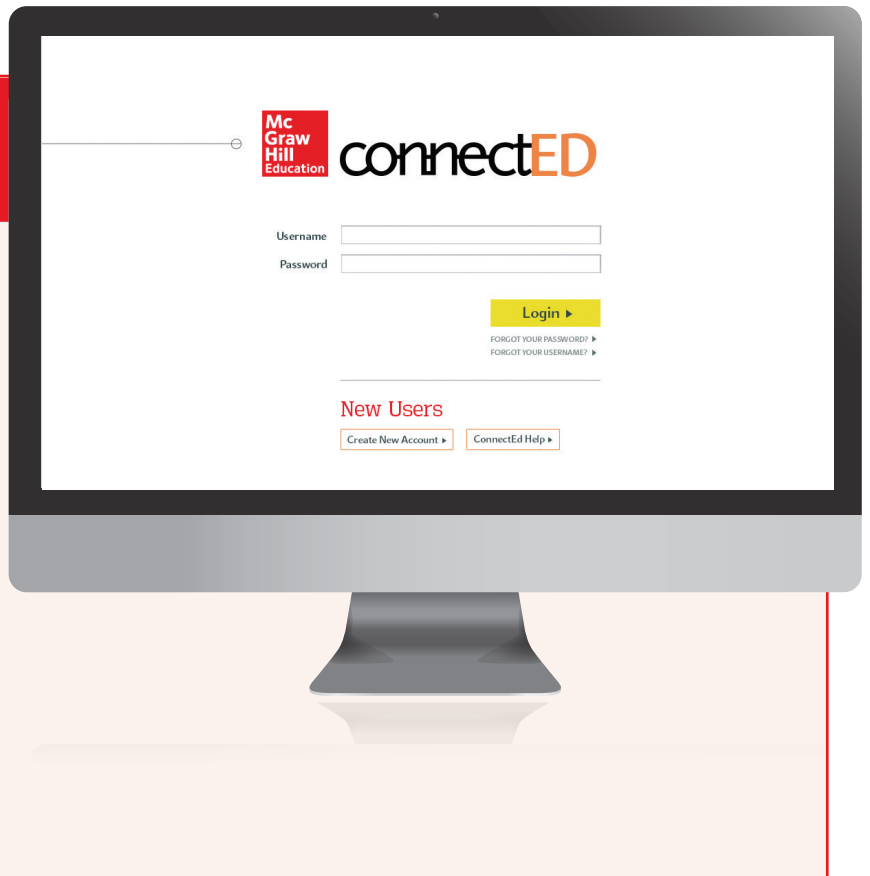 Mc
Graw
Hill
Education
connectED
Username
Password
Login
FORGOT YOUR PASSWORD?
FORGOT YOUR USERNAME?
New Users
Create New Account
ConnectEd Help